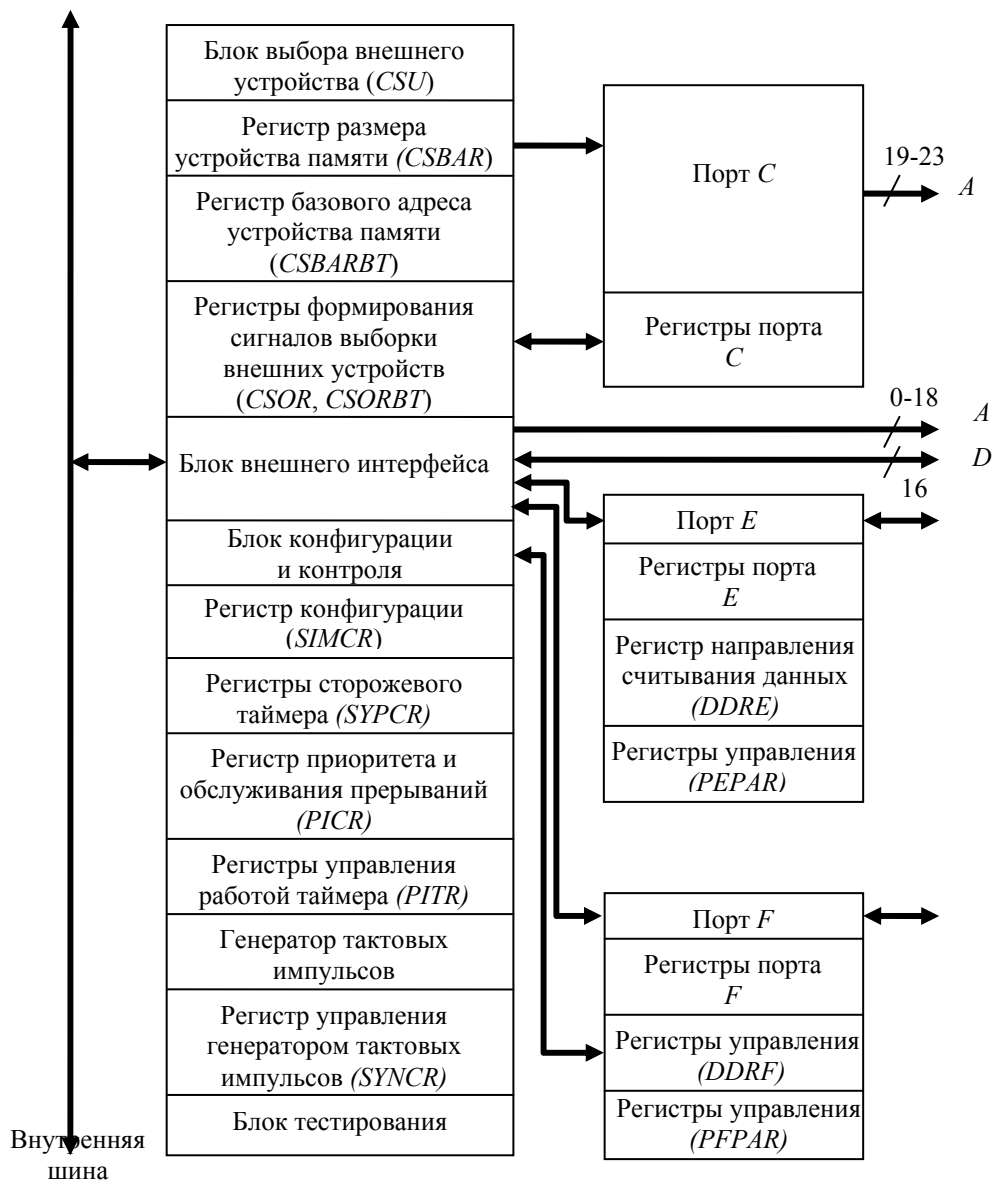 Блок выбора внешнего
устройства (CSU)
Регистр размера
устройства памяти (CSBAR)
Регистр базового адреса
устройства памяти
(CSBARBT)
Регистры формирования
сигналов выборки
внешних устройств
(CSOR, CSORBT)
Блок внешнего интерфейса
Блок конфигурации
и контроля
Регистр конфигурации
(SIMCR)
Регистры сторожевого
таймера (SYPCR)
Регистр приоритета и
обслуживания прерываний
(PICR)
Регистры управления
работой таймера (PITR)
Генератор тактовых
импульсов
Регистр управления
генератором тактовых
импульсов (SYNCR)
Блок тестирования
Внутренняя
шина
Порт C
19-23
A
Регистры порта
C
0-18
A
D
16
Порт E
Регистры порта
E
Регистр направления
считывания данных
(DDRE)
Регистры управления
(PEPAR)
Порт F
Регистры порта
F
Регистры управления
(DDRF)
Регистры управления
(PFPAR)